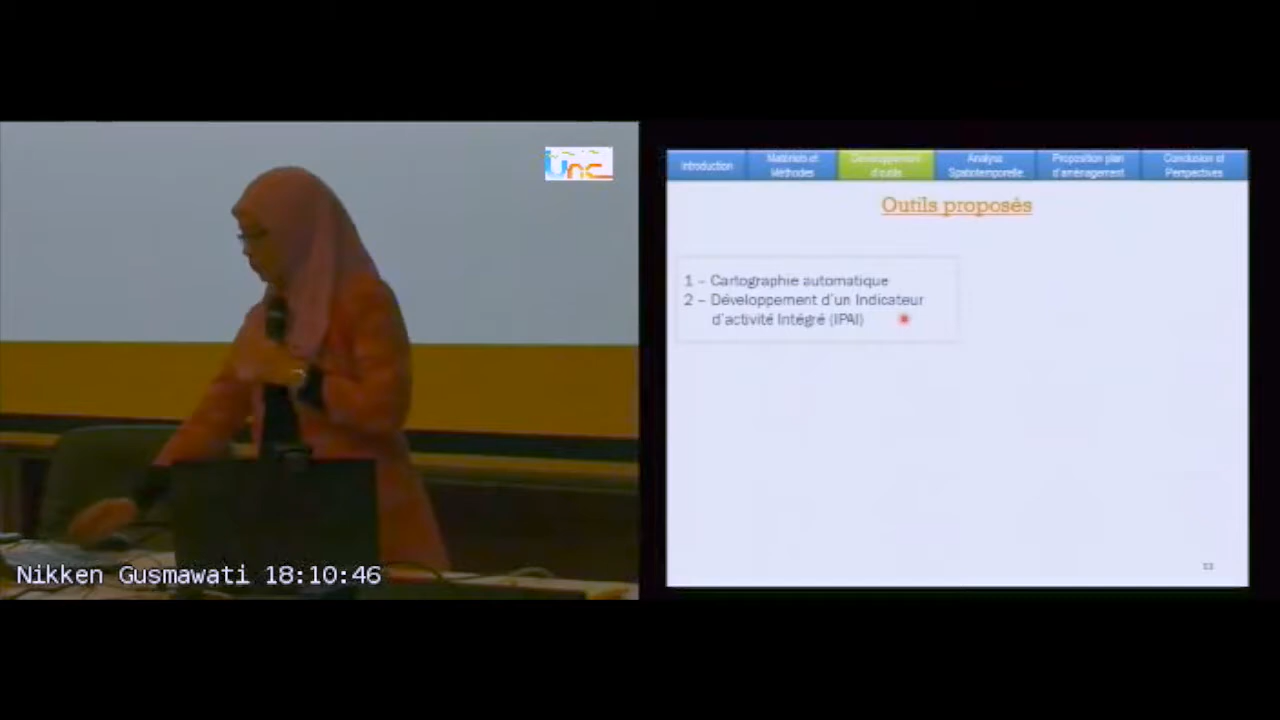 Unc
Nikken Gusmawati 18:10:46
Introduction
Matériels et
Méthodes
Développement
d'outils
Analyse
Spatiotemporelle
Proposition plan
d'aménagement
Conclusion et
Perspectives
Outils proposés
1 – Cartographie automatique
2 – Développement d'un Indicateur
d'activité Intégré (IPAI)